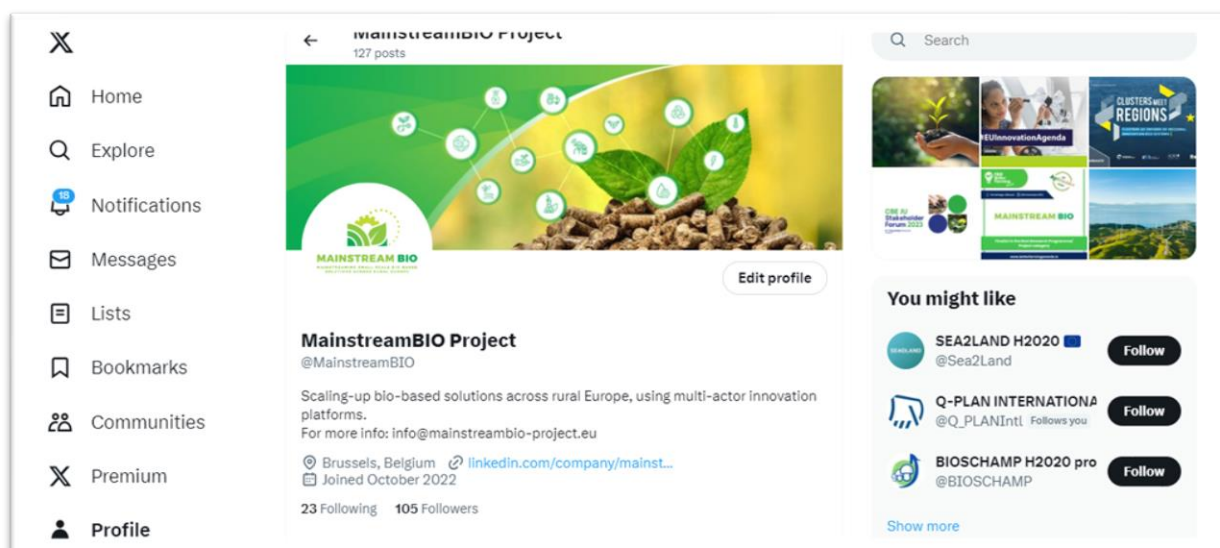 Home
Explore
18
Notifications
Messages
Lists
Bookmarks
Communities
Premium
Profile
MainstreamBIO Project
127 posts
MAINSTREAM BIO
Edit profile
MainstreamBIO Project
@MainstreamBIO
Scaling-up bio-based solutions across rural Europe, using multi-actor innovation
platforms.
For more info: info@mainstreambio-project.eu
Brussels, Belgium linkedin.com/company/mainst...
Joined October 2022
23 Following 105 Followers
Search
#EUInnovationAgenda
CLUSTERS MEET
REGIONS
CBE JU
Stakeholder
Forum 2023
MAINSTREAM BIO
You might like
SEA2LAND H2020
@Sea2Land
Follow
Q-PLAN INTERNATIONA
@Q_PLANIntl Follows you
Follow
BIOSCHAMP H2020 pro
@BIOSCHAMP
Follow
Show more